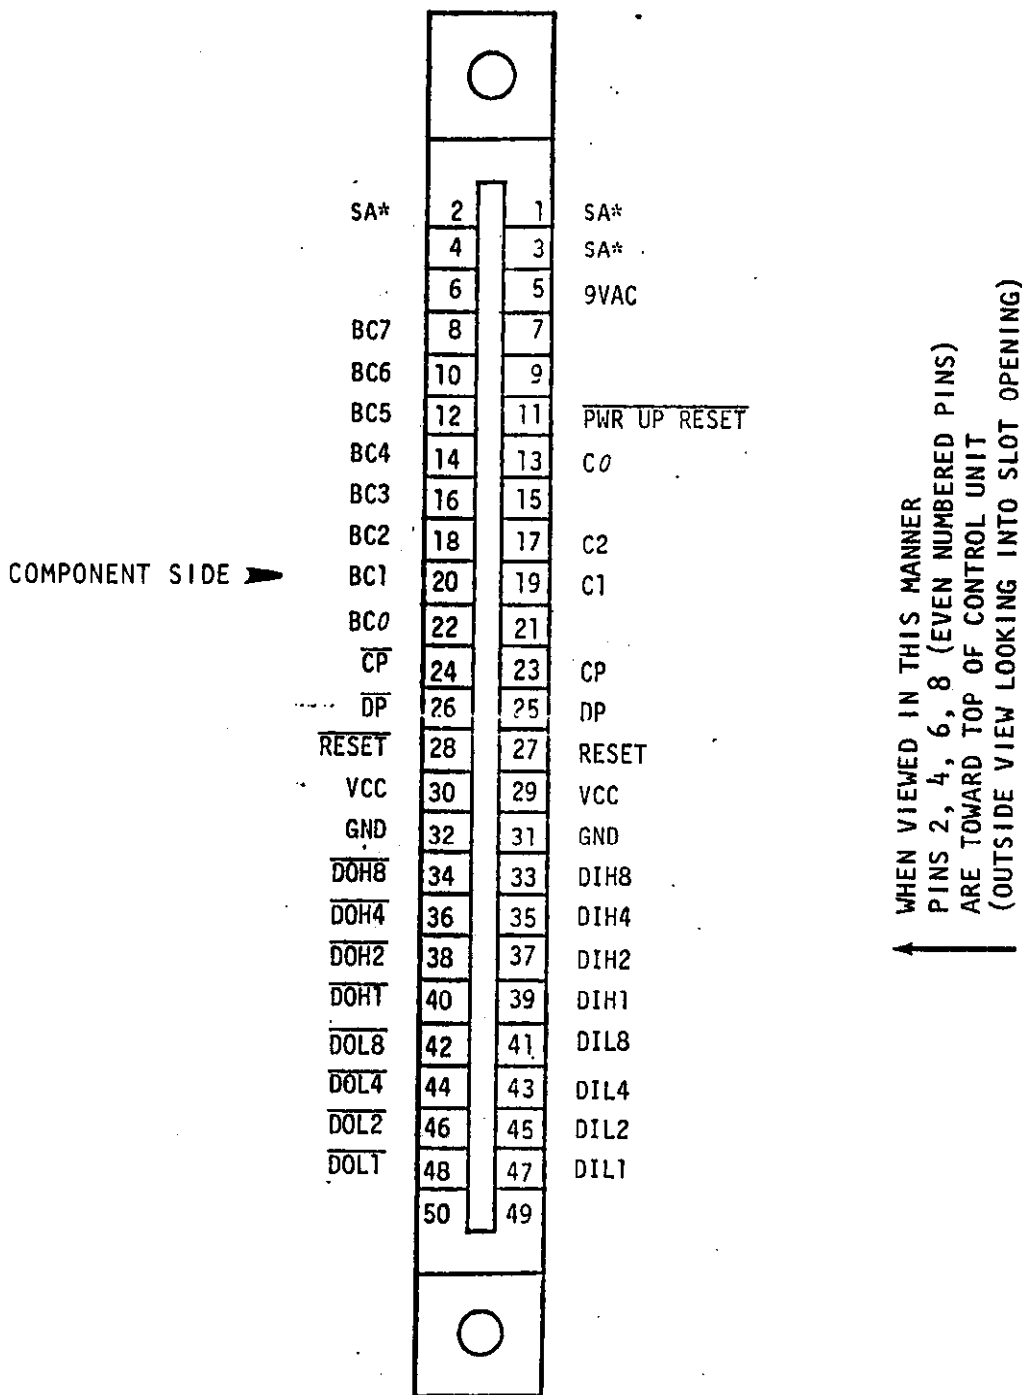 SA* 2 1 SA*
4 3 SA*
6 5 9VAC
BC7 8 7
BC6 10 9
BC5 12 11 PWR UP RESET
BC4 14 13 C0
BC3 16 15
BC2 18 17 C2
COMPONENT SIDE BC1 20 19 C1
BC0 22 21
CP 24 23 CP
DP 26 25 DP
RESET 28 27 RESET
VCC 30 29 VCC
GND 32 31 GND
DOH8 34 33 DIH8
DOH4 36 35 DIH4
DOH2 38 37 DIH2
DOH1 40 39 DIH1
DOL8 42 41 DIL8
DOL4 44 43 DIL4
DOL2 46 45 DIL2
DOL1 48 47 DIL1
50 49
WHEN VIEWED IN THIS MANNER
PINS 2, 4, 6, 8 (EVEN NUMBERED PINS)
ARE TOWARD TOP OF CONTROL UNIT
(OUTSIDE VIEW LOOKING INTO SLOT OPENING)